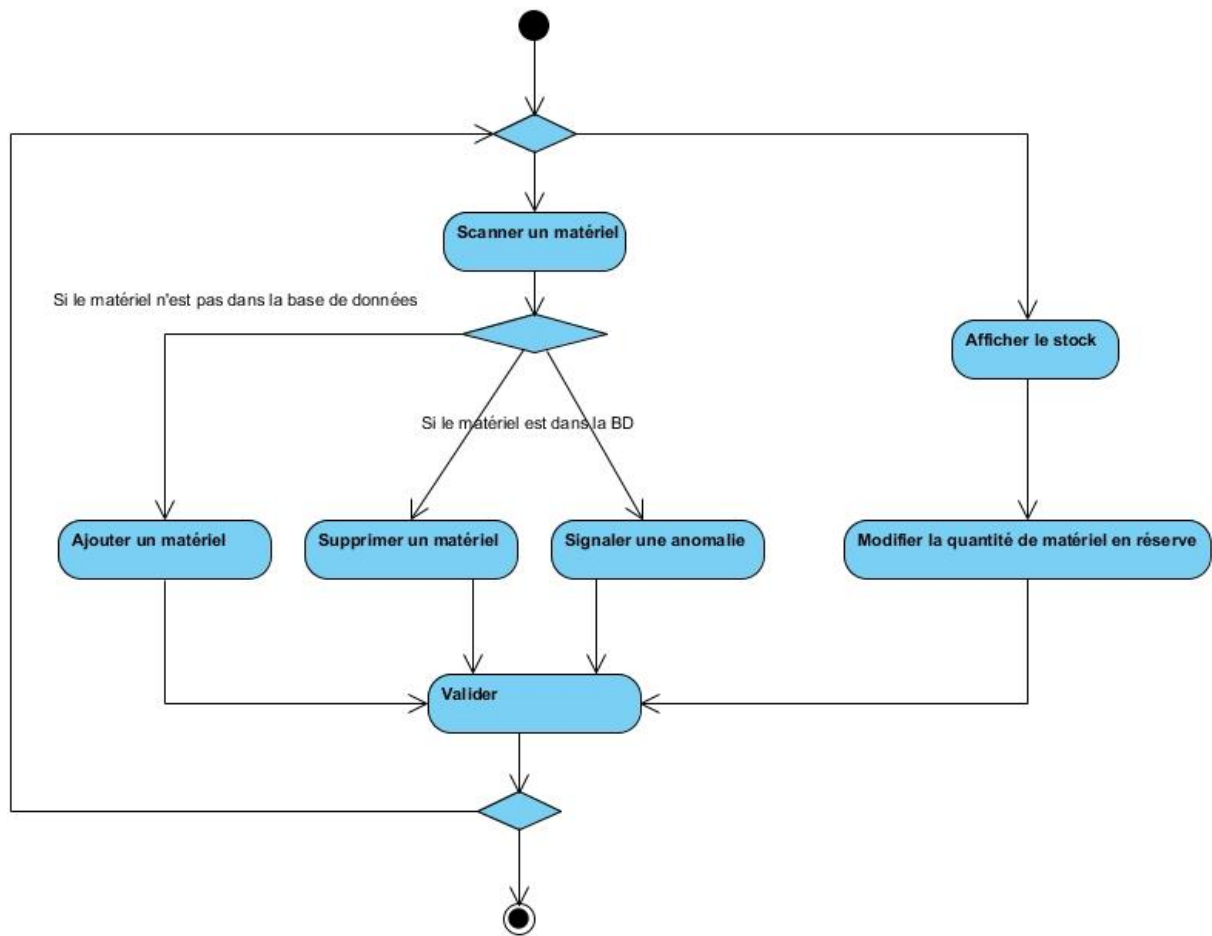 Scanner un matériel
Si le matériel n'est pas dans la base de données
Afficher le stock
Si le matériel est dans la BD
Ajouter un matériel
Supprimer un matériel
Signaler une anomalie
Modifier la quantité de matériel en réserve
Valider